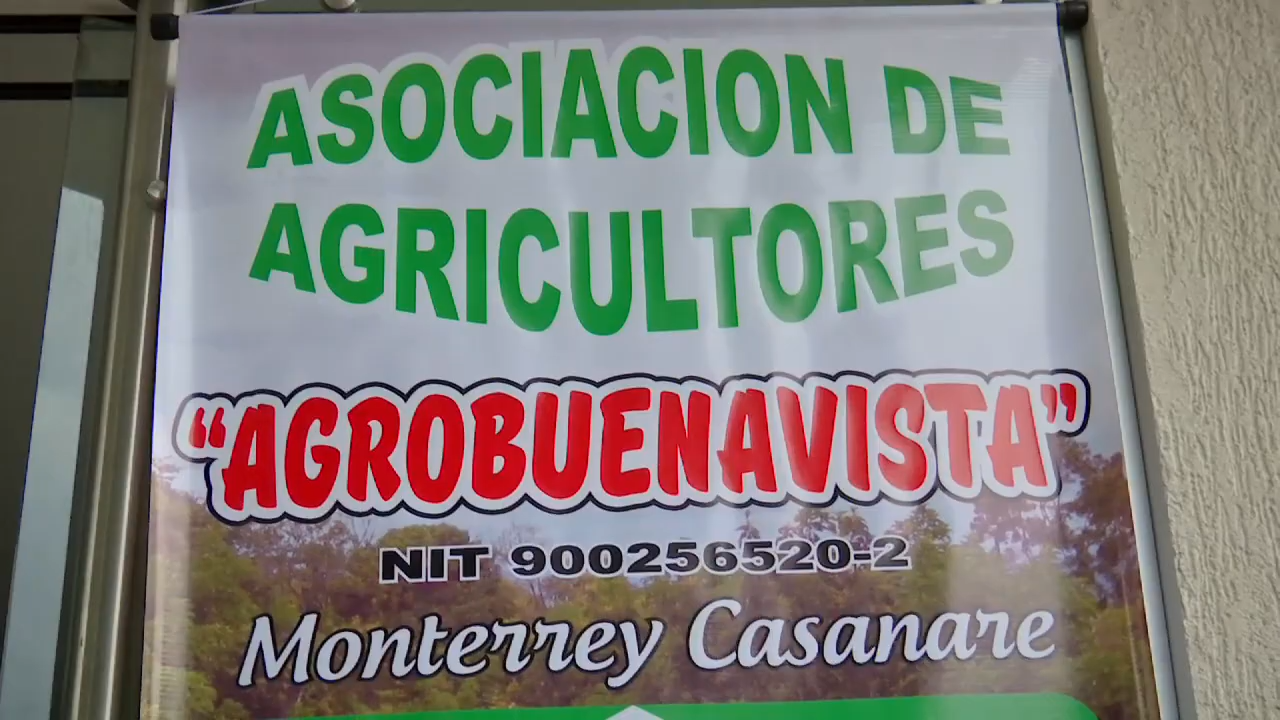 ASOCIACION DE
AGRICULTORES
“AGROBUENAVISTA”
NIT 900256520-2
Monterrey Casanare